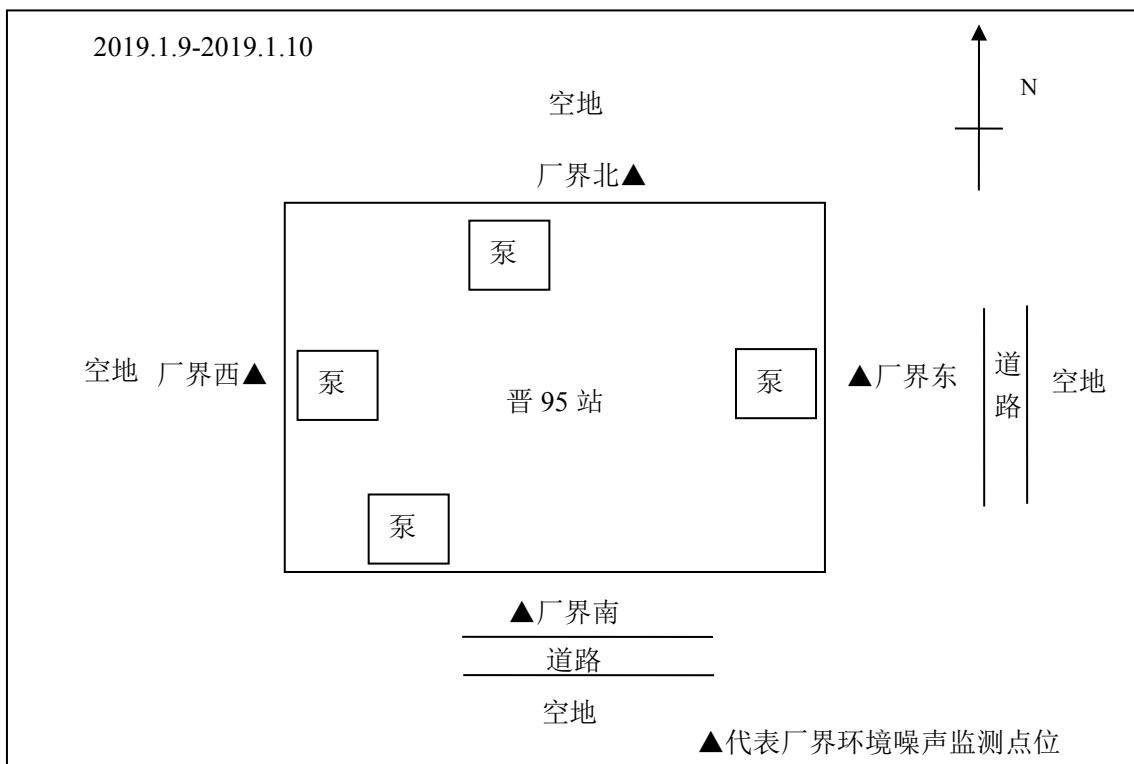 2019.1.9-2019.1.10
N
空地
厂界北▲
泵
空地 厂界西▲
泵
晋 95 站
泵
▲厂界东
道路
空地
泵
▲厂界南
道路
空地
▲代表厂界环境噪声监测点位